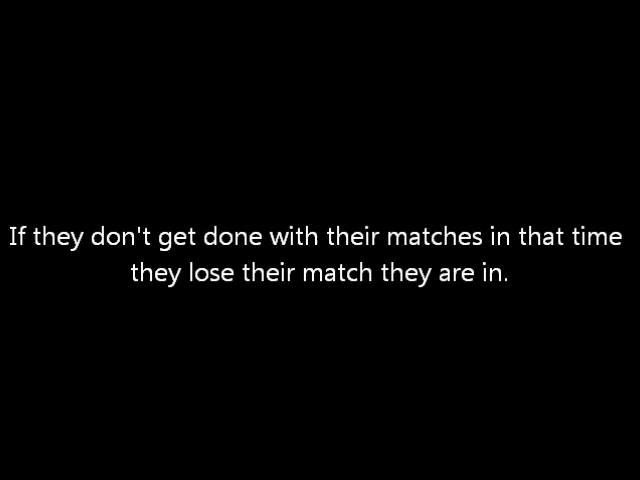 If they don't get done with their matches in that time
they lose their match they are in.